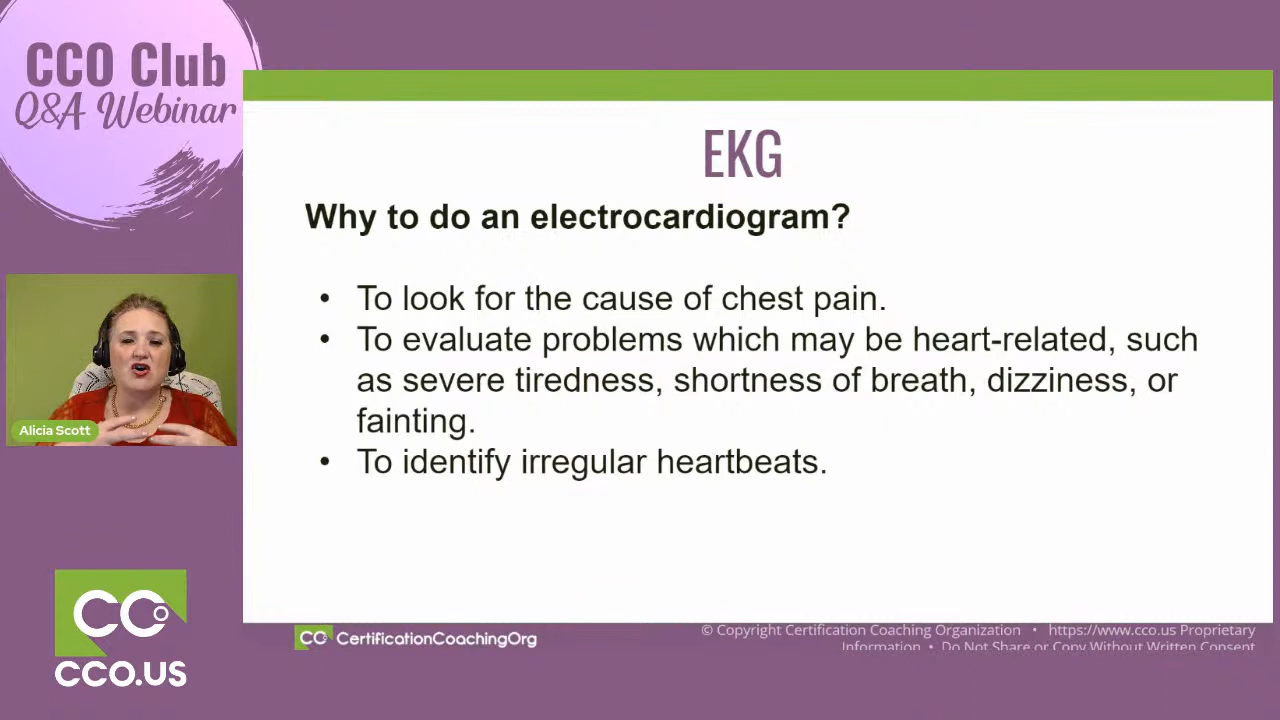 CCO Club
Q&A Webinar
EKG
Why to do an electrocardiogram?
• To look for the cause of chest pain.
• To evaluate problems which may be heart-related, such
as severe tiredness, shortness of breath, dizziness, or
fainting.
• To identify irregular heartbeats.
Alicia Scott
CCO
CCO.US
CCO CertificationCoachingOrg
© Copyright Certification Coaching Organization • https://www.cco.us Proprietary
Information • Do Not Share or Copy Without Written Consent